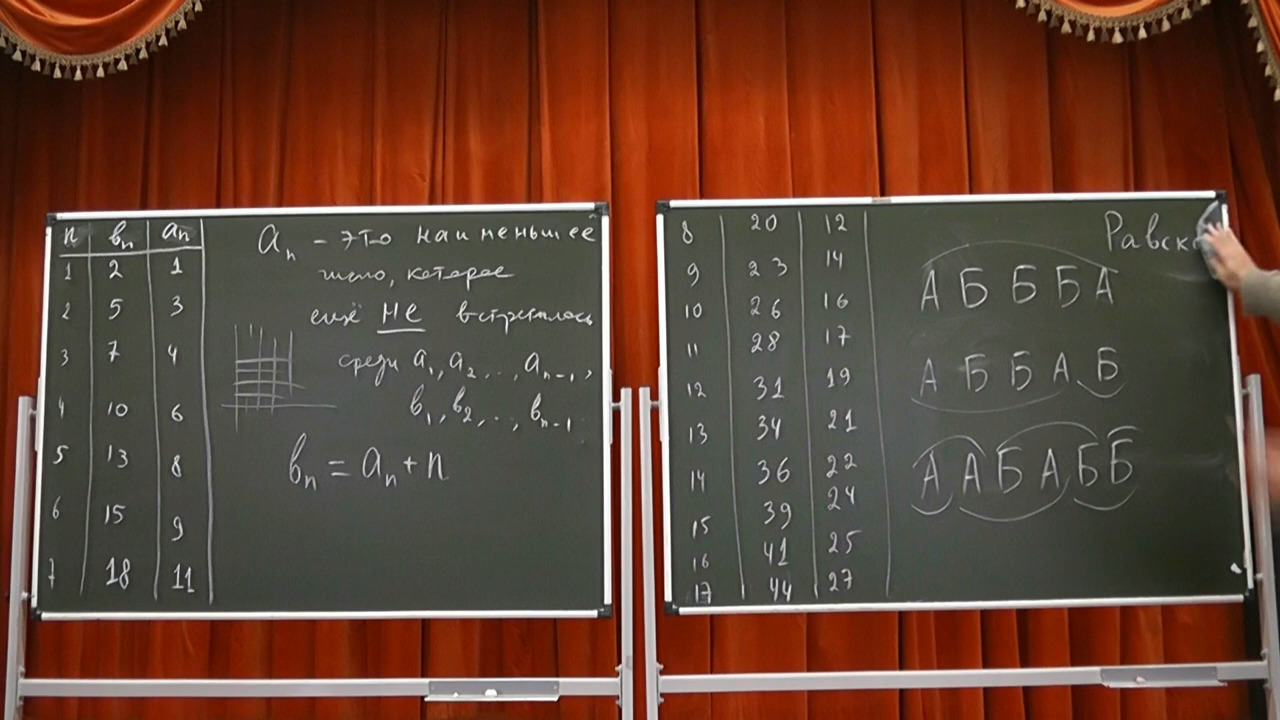 n bn an
1 2 1
2 5 3
3 7 4
4 10 6
5 13 8
6 15 9
7 18 11
an – это наименьшее
число, которое
ещё не встретилось
среди a1, a2, ..., an-1,
b1, b2, ..., bn-1
bn = an + n
8 20 12
9 23 14
10 26 16
11 28 17
12 31 19
13 34 21
14 36 22
15 39 24
16 41 25
17 44 27
Равск
АБББА
АББАБ
ААБАББ